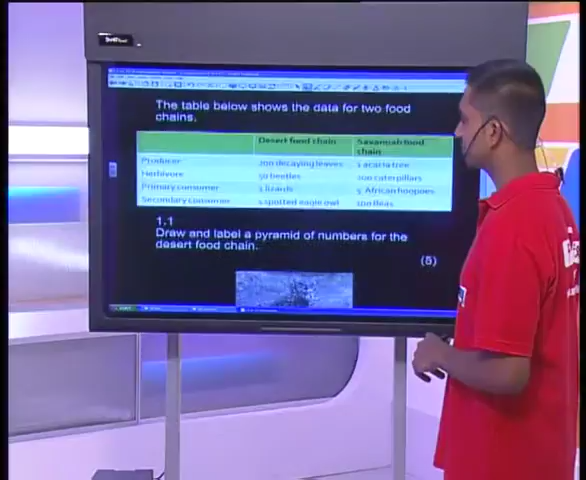 The table below shows the data for two food
chains.
Desert food chain Savannah food
chain
Producer 200 decaying leaves 1 acacia tree
Herbivore 50 beetles 100 caterpillars
Primary consumer 3 lizards 5 African hoopoes
Secondary consumer 1 spotted eagle owl 100 fleas
1.1
Draw and label a pyramid of numbers for the
desert food chain.
(5)